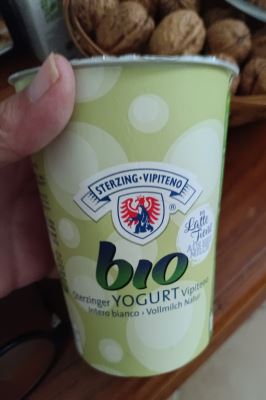 STERZING·VIPITENO
®
bio
Latte
Fieno
Sterzinger YOGURT Vipiteno
Intero bianco › Vollmilch Natur